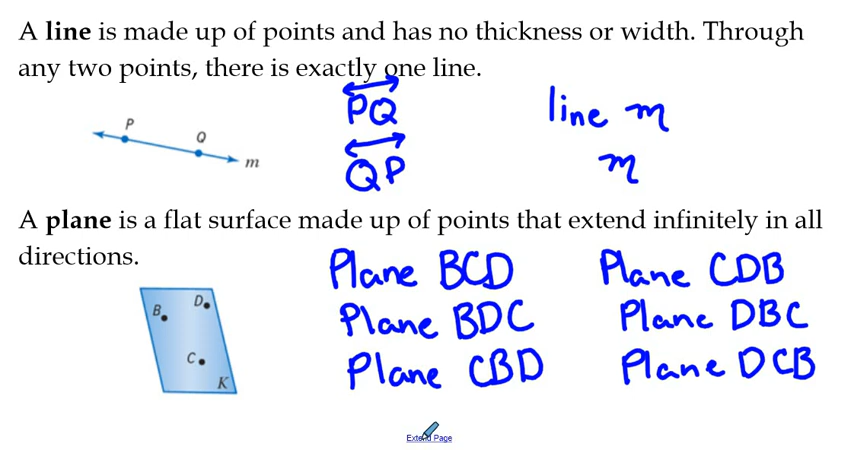 A line is made up of points and has no thickness or width. Through
any two points, there is exactly one line.
PQ
line m
P
Q
m
QP
m
A plane is a flat surface made up of points that extend infinitely in all
directions.
Plane BCD
Plane CDB
B
D
Plane BDC
Plane DBC
C
K
Plane CBD
Plane DCB
Extend Page